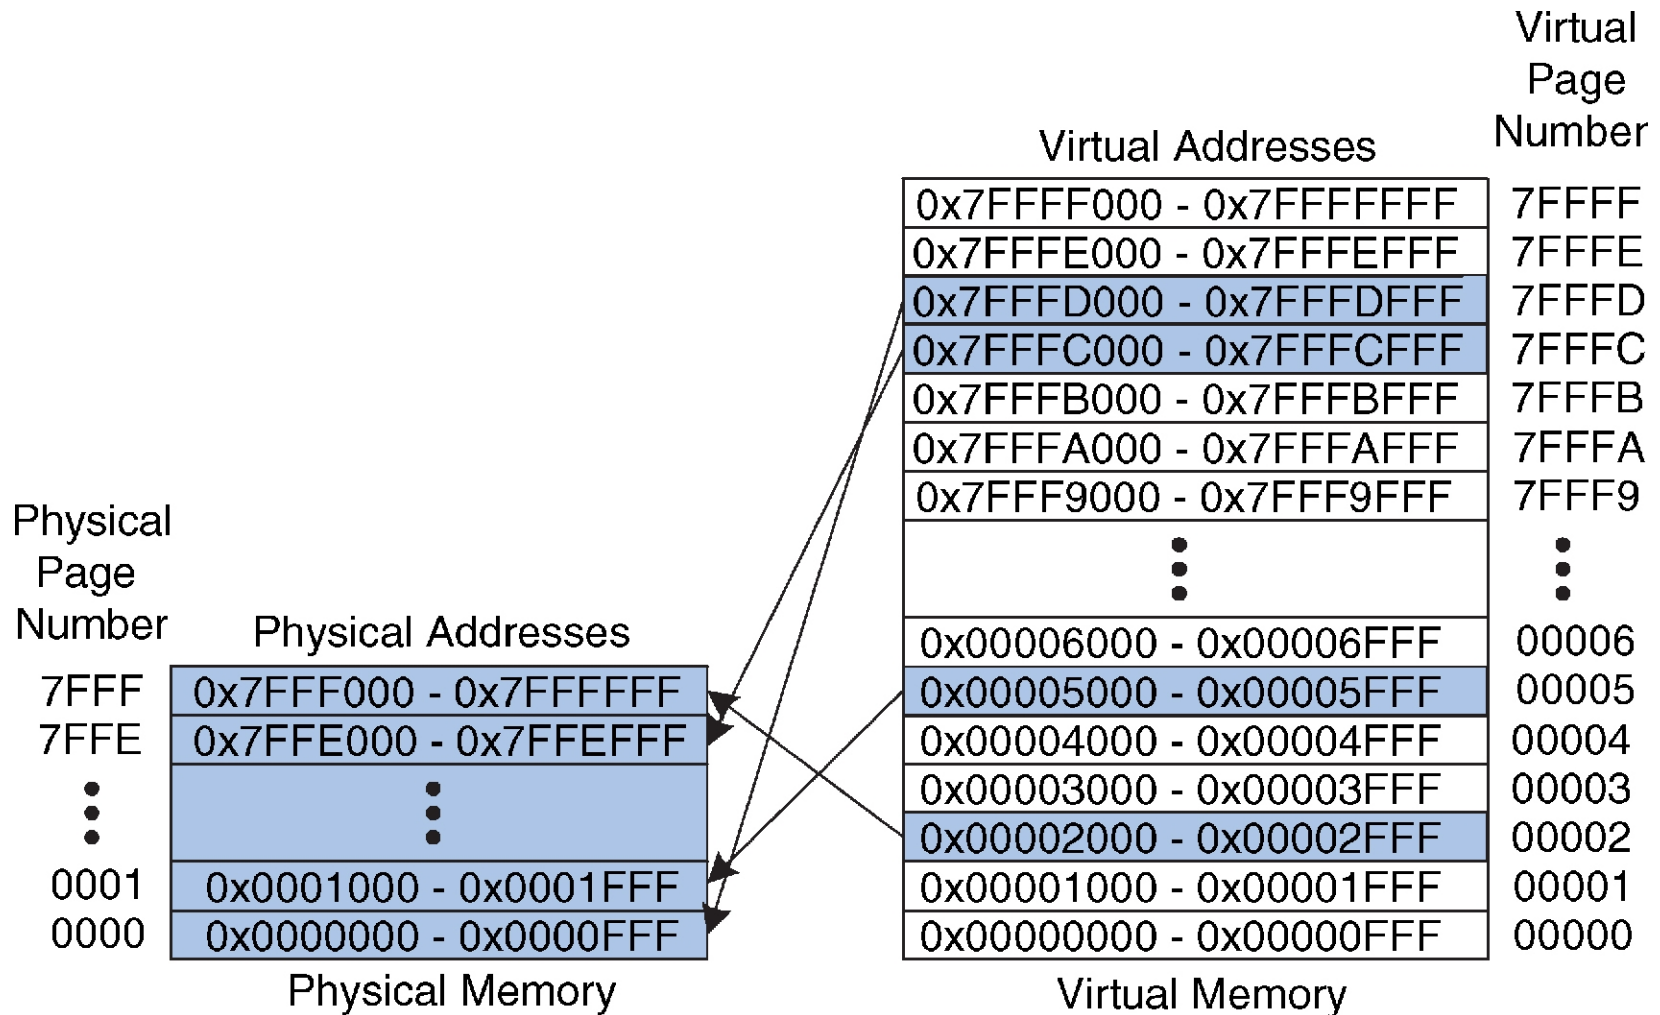 Virtual
Page
Number
Virtual Addresses
0x7FFFF000 - 0x7FFFFFFF 7FFFF
0x7FFFE000 - 0x7FFFEFFF 7FFFE
0x7FFFD000 - 0x7FFFDFFF 7FFFD
0x7FFFC000 - 0x7FFFCFFF 7FFFC
0x7FFFB000 - 0x7FFFBFFF 7FFFB
0x7FFFA000 - 0x7FFFAFFF 7FFFA
0x7FFF9000 - 0x7FFF9FFF 7FFF9
0x00006000 - 0x00006FFF 00006
0x00005000 - 0x00005FFF 00005
0x00004000 - 0x00004FFF 00004
0x00003000 - 0x00003FFF 00003
0x00002000 - 0x00002FFF 00002
0x00001000 - 0x00001FFF 00001
0x00000000 - 0x00000FFF 00000
Virtual Memory
Physical
Page
Number
Physical Addresses
7FFF 0x7FFF000 - 0x7FFFFFF
7FFE 0x7FFE000 - 0x7FFEFFF
0001 0x0001000 - 0x0001FFF
0000 0x0000000 - 0x0000FFF
Physical Memory